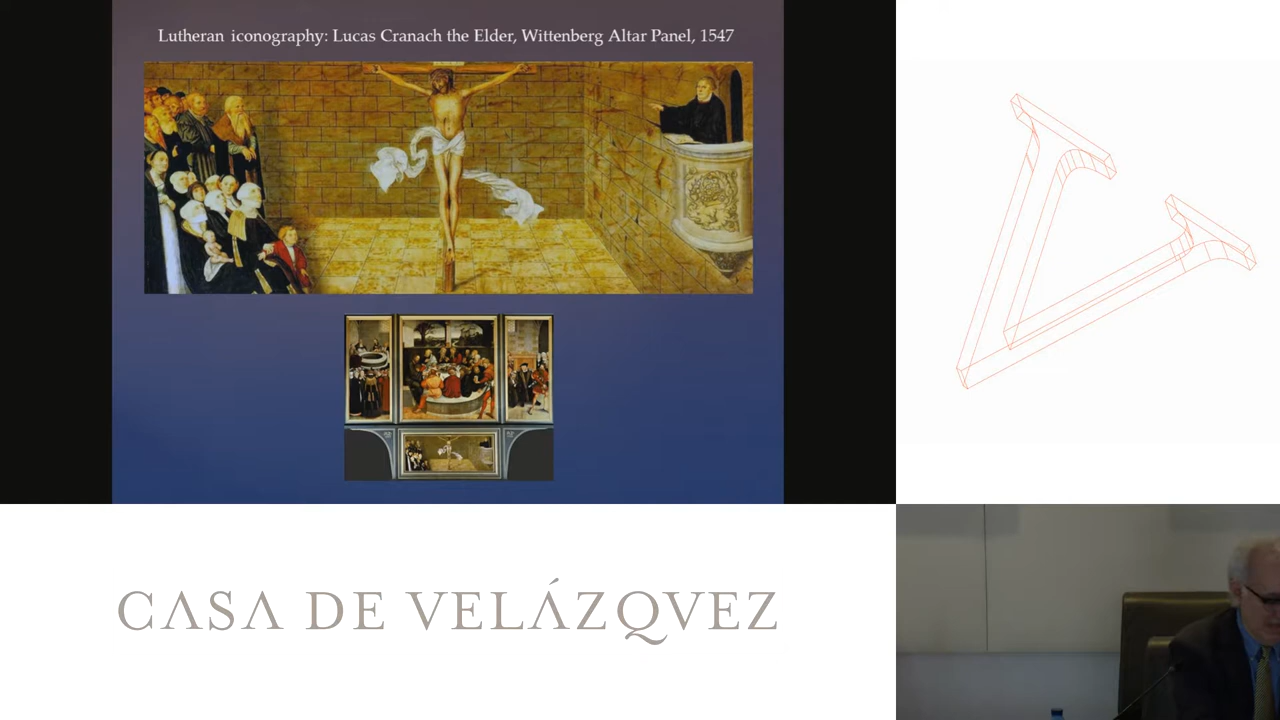 Lutheran iconography: Lucas Cranach the Elder, Wittenberg Altar Panel, 1547
CASA DE VELÁZQVEZ